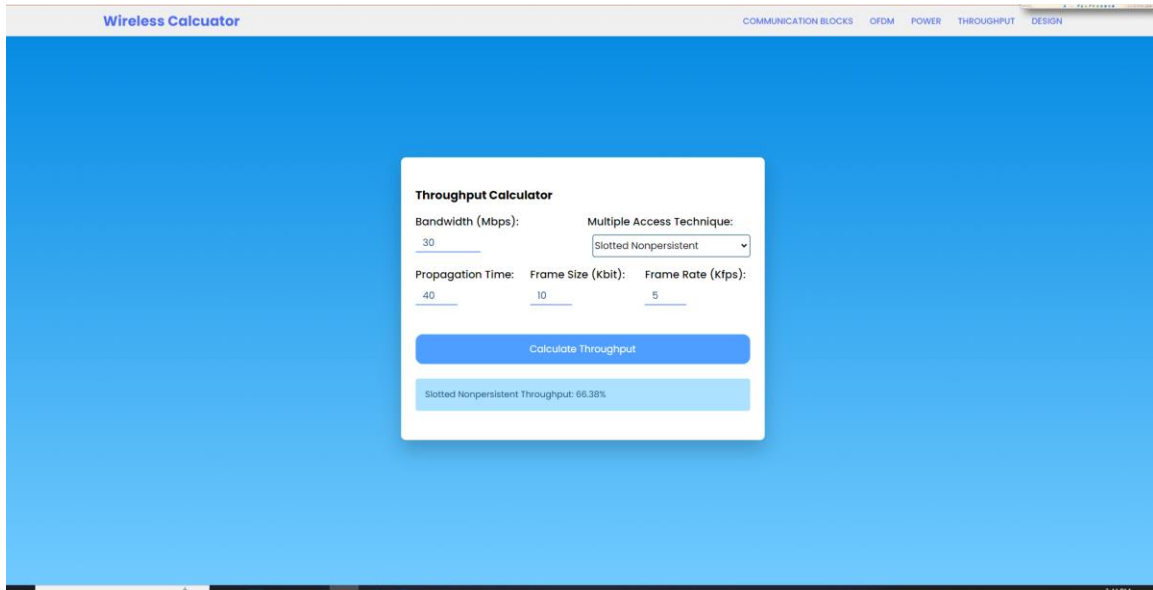 Wireless Calcuator
COMMUNICATION BLOCKS OFDM POWER THROUGHPUT DESIGN
Throughput Calculator
Bandwidth (Mbps): Multiple Access Technique:
30 Slotted Nonpersistent
Propagation Time: Frame Size (Kbit): Frame Rate (Kfps):
40 10 5
Calculate Throughput
Slotted Nonpersistent Throughput: 66.38%